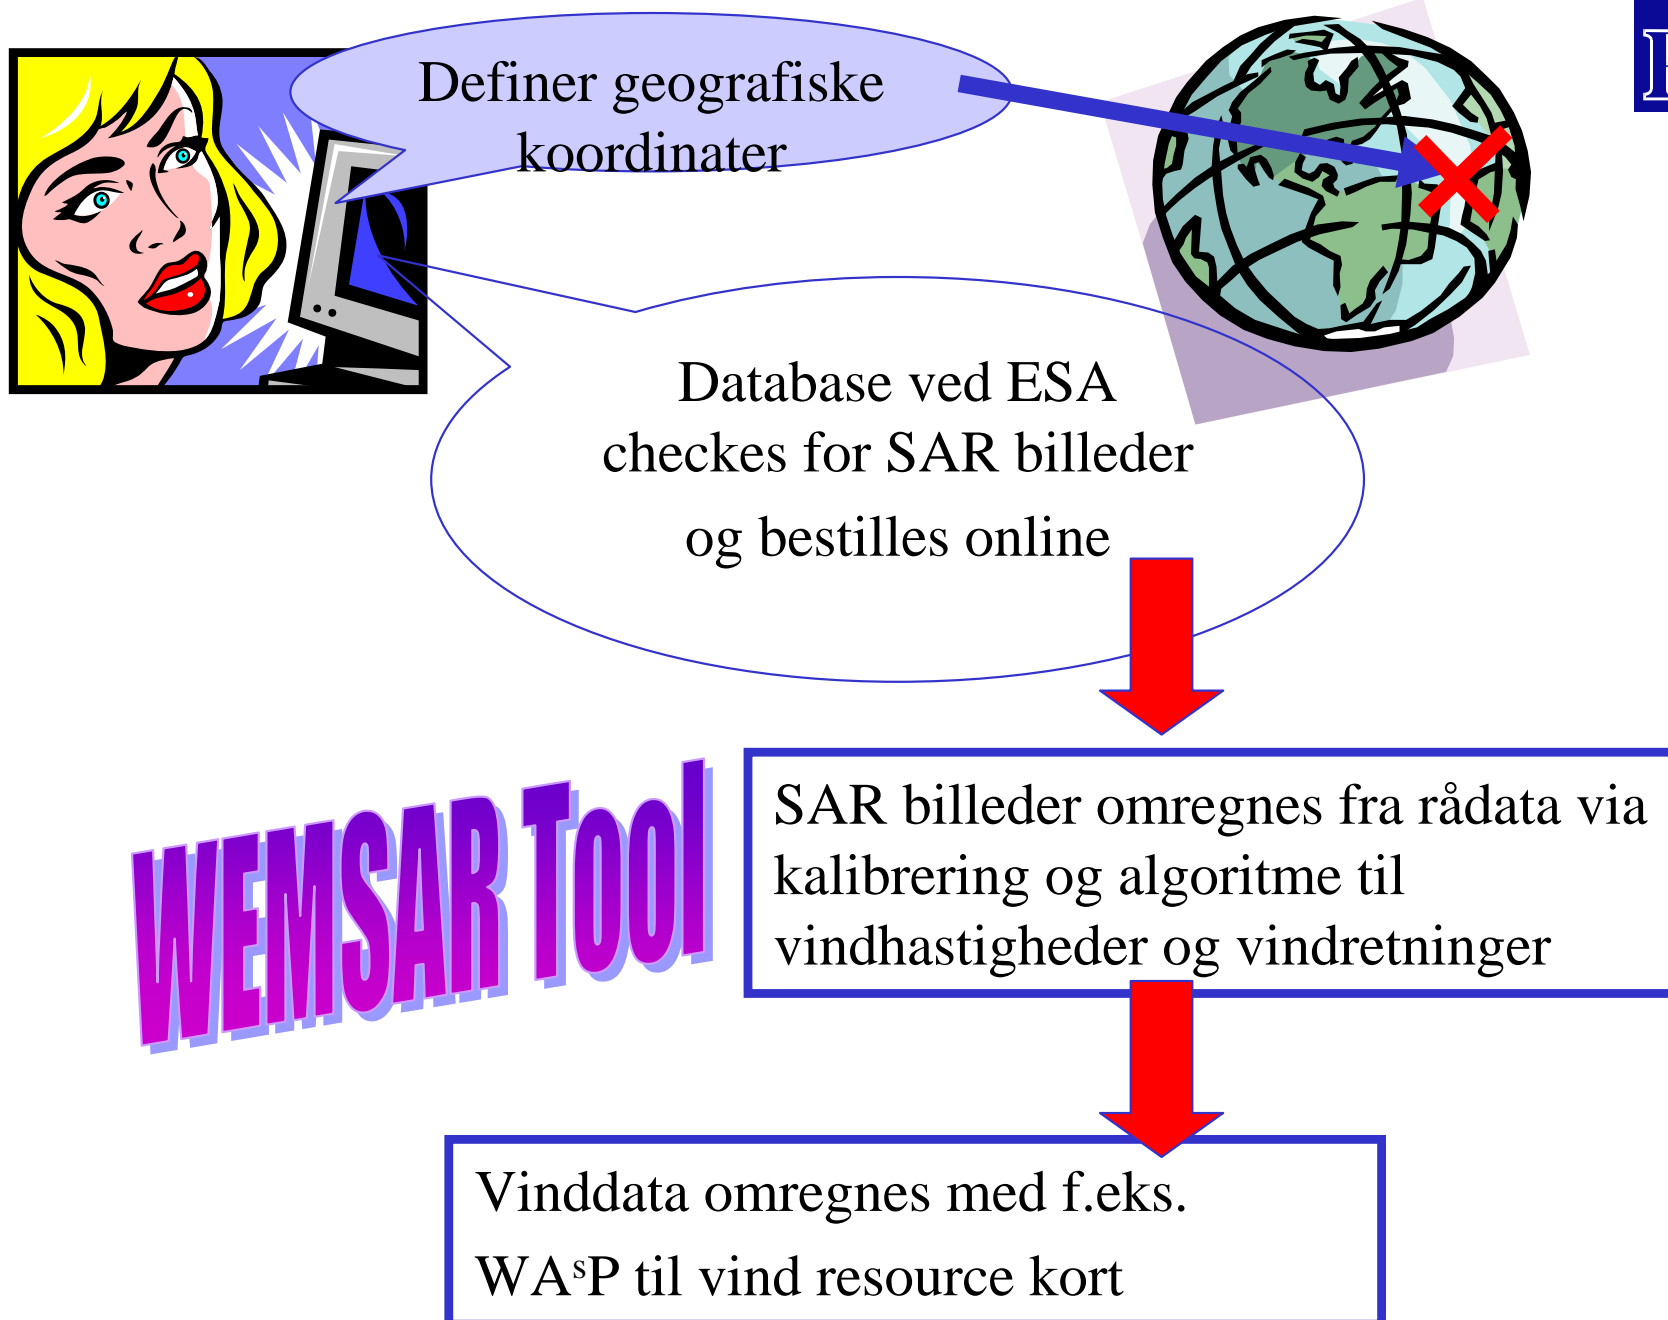 Definer geografiske
koordinater
Database ved ESA
checkes for SAR billeder
og bestilles online
WEMSAR Tool
SAR billeder omregnes fra rådata via
kalibrering og algoritme til
vindhastigheder og vindretninger
Vinddata omregnes med f.eks.
WAsP til vind resource kort